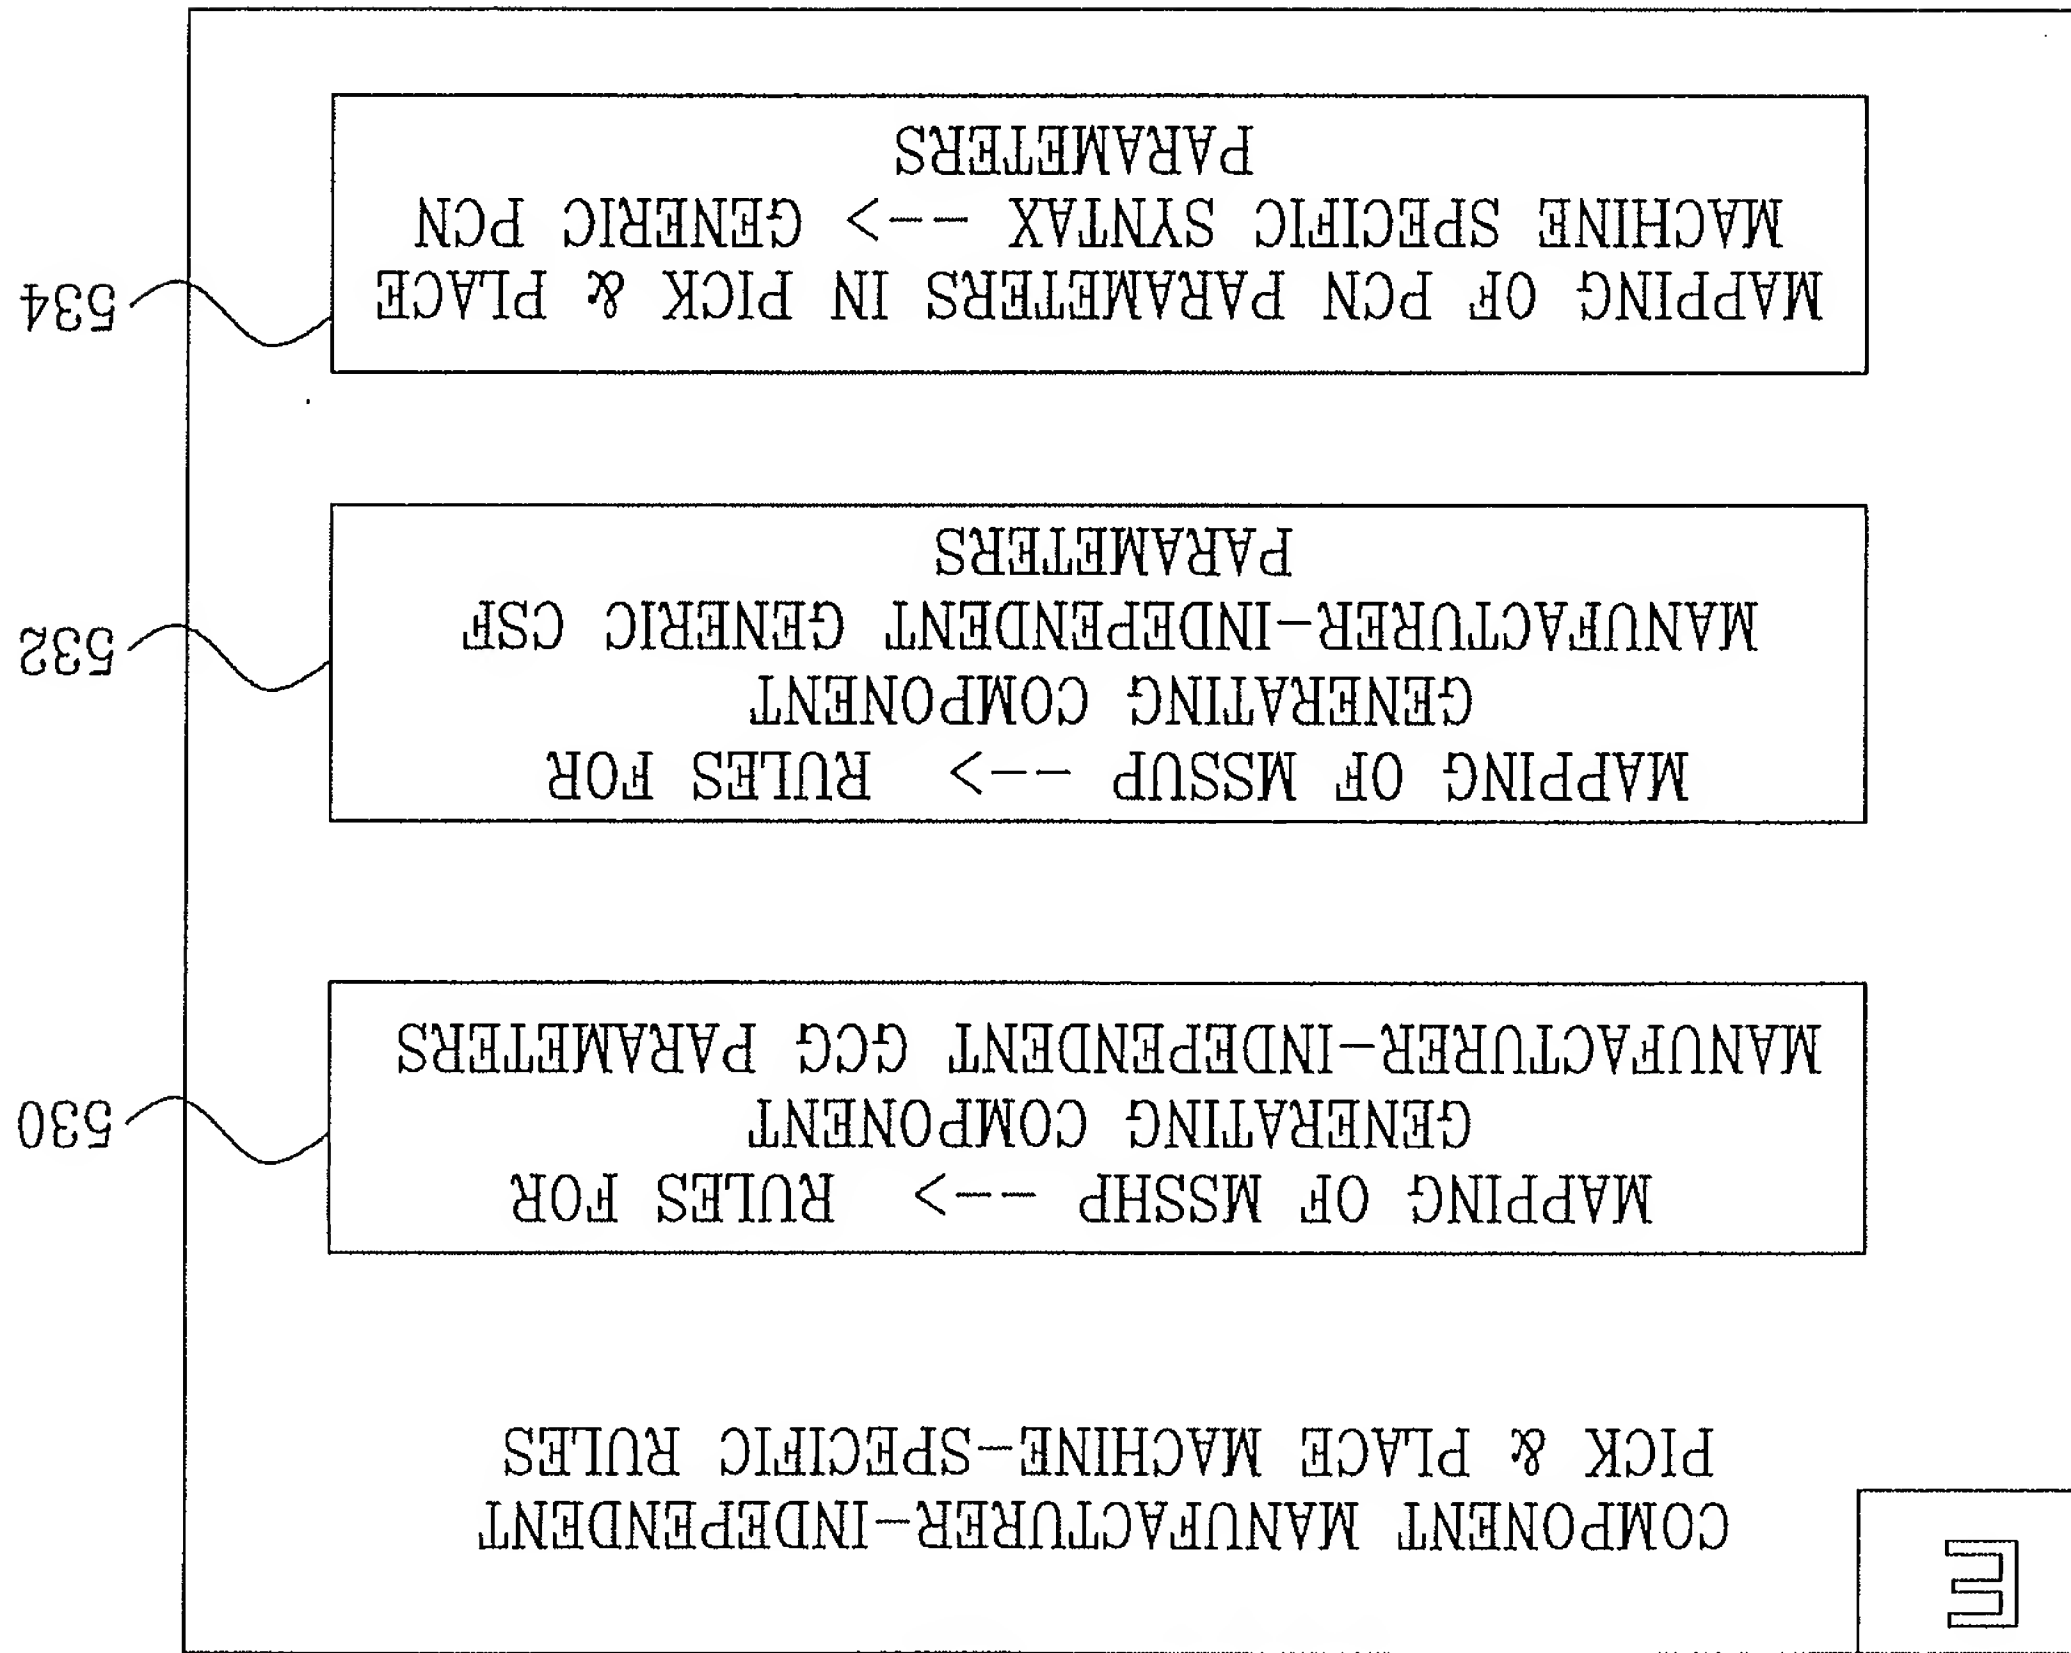 E
COMPONENT MANUFACTURER-INDEPENDENT
PICK & PLACE MACHINE-SPECIFIC RULES
MAPPING OF MSSHP --> RULES FOR
GENERATING COMPONENT
MANUFACTURER-INDEPENDENT GCG PARAMETERS
530
MAPPING OF MSSUP --> RULES FOR
GENERATING COMPONENT
MANUFACTURER-INDEPENDENT GENERIC CSF
PARAMETERS
532
MAPPING OF PCN PARAMETERS IN PICK & PLACE
MACHINE SPECIFIC SYNTAX --> GENERIC PCN
PARAMETERS
534